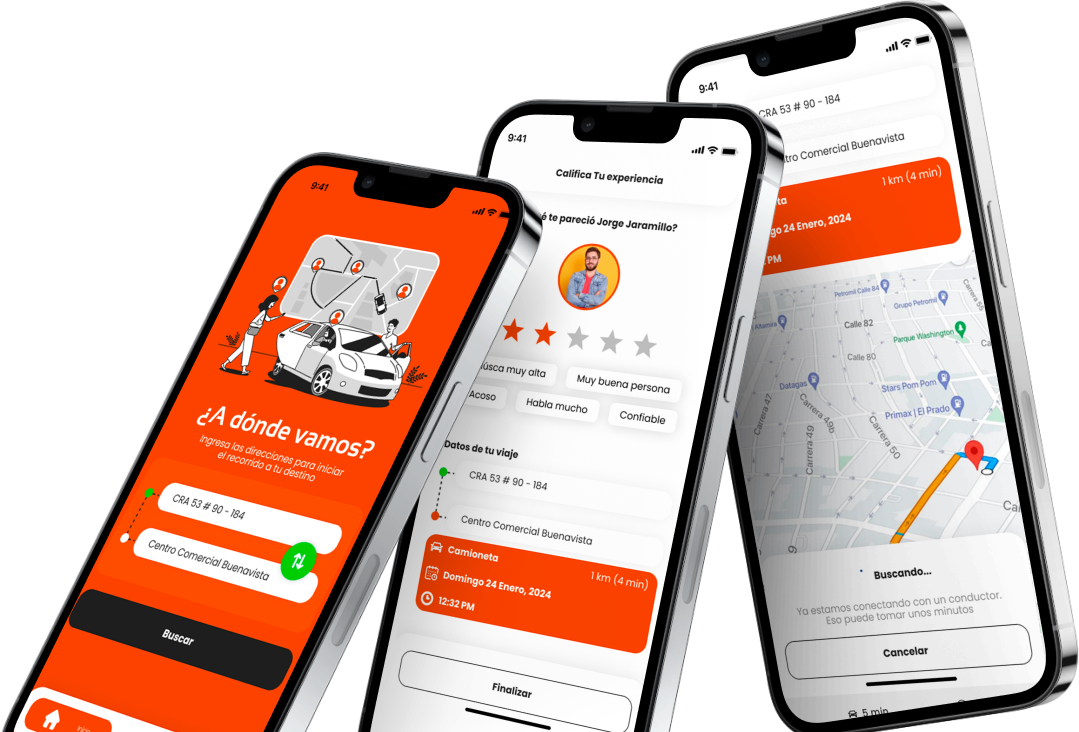 9:41
¿A dónde vamos?
Ingresa las direcciones para iniciar
el recorrido a tu destino
CRA 53 # 90 - 184
Centro Comercial Buenavista
Buscar
9:41
Califica Tu experiencia
é te pareció Jorge Jaramillo?
úsca muy alta
Muy buena persona
Acoso
Habla mucho
Confiable
Datos de tu viaje
CRA 53 # 90 - 184
Centro Comercial Buenavista
Camioneta
1 km (4 min)
Domingo 24 Enero, 2024
12:32 PM
Finalizar
9:41
CRA 53 # 90 - 184
tro Comercial Buenavista
ta
1 km (4 min)
go 24 Enero, 2024
PM
Petromil Calle 84
Grupo Petromil
Carrera 55
Calle 82
Parque Washington
Calle 80
Datagas
Stars Pom Pom
Primax | El Prado
Carrera 47
Carrera 49b
Carrera 49
Carrera 50
Buscando...
Ya estamos conectando con un conductor.
Eso puede tomar unos minutos
Cancelar
5 min